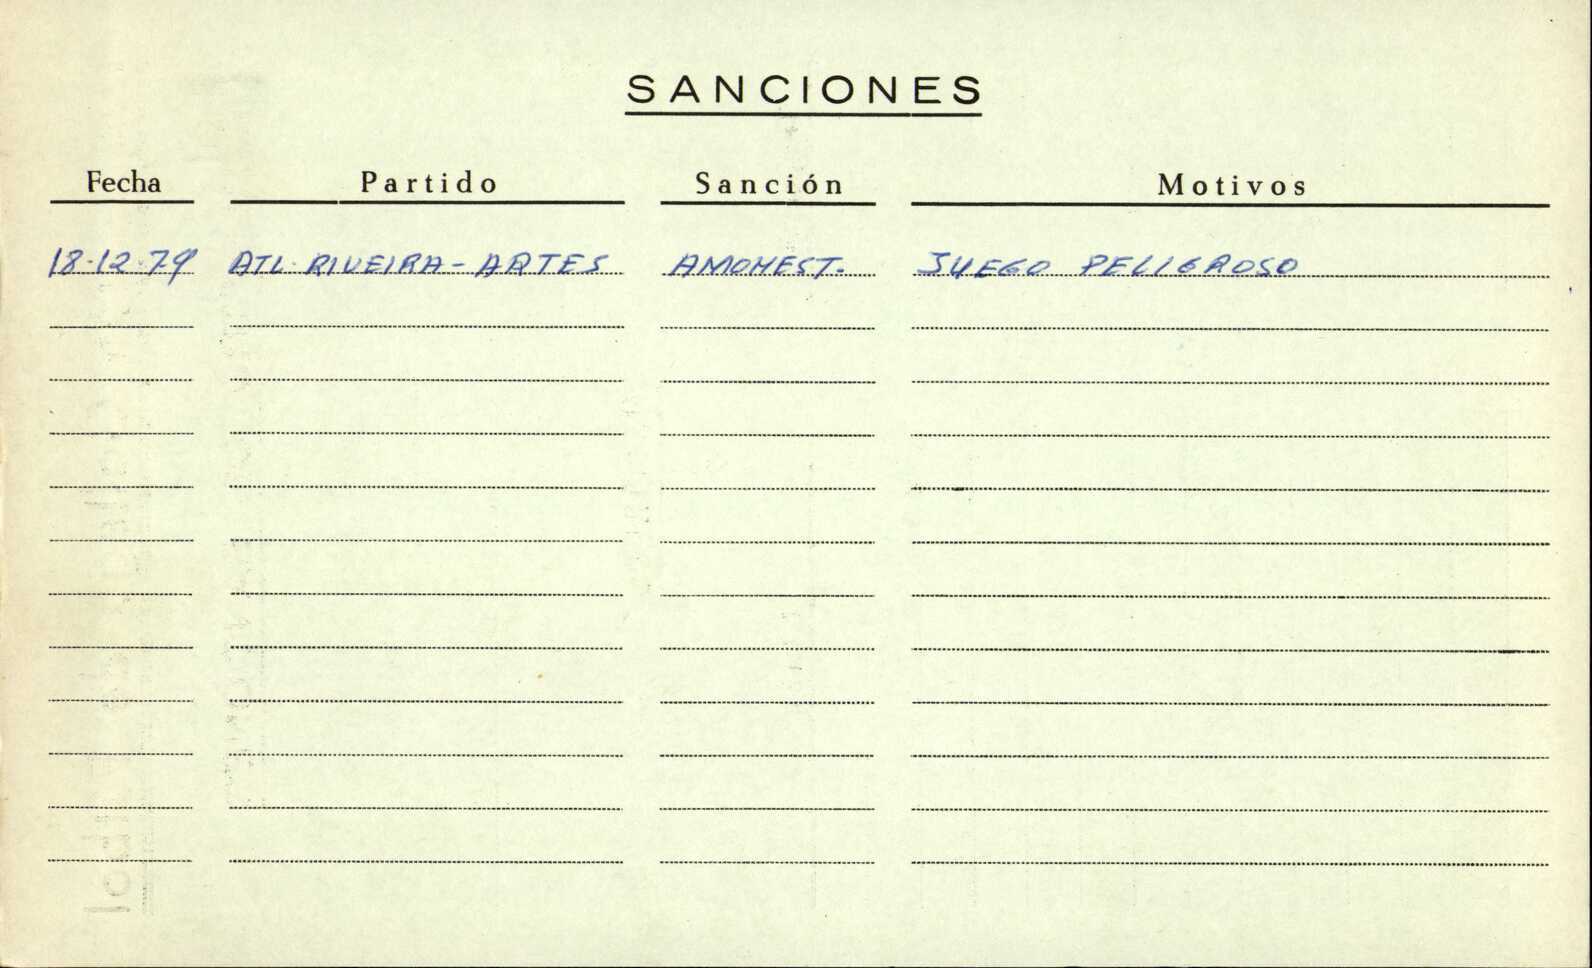 SANCIONES
Fecha Partido Sanción Motivos
18-12-79 ATL. RIVEIRA - ARTES AMONEST. JUEGO PELIGROSO